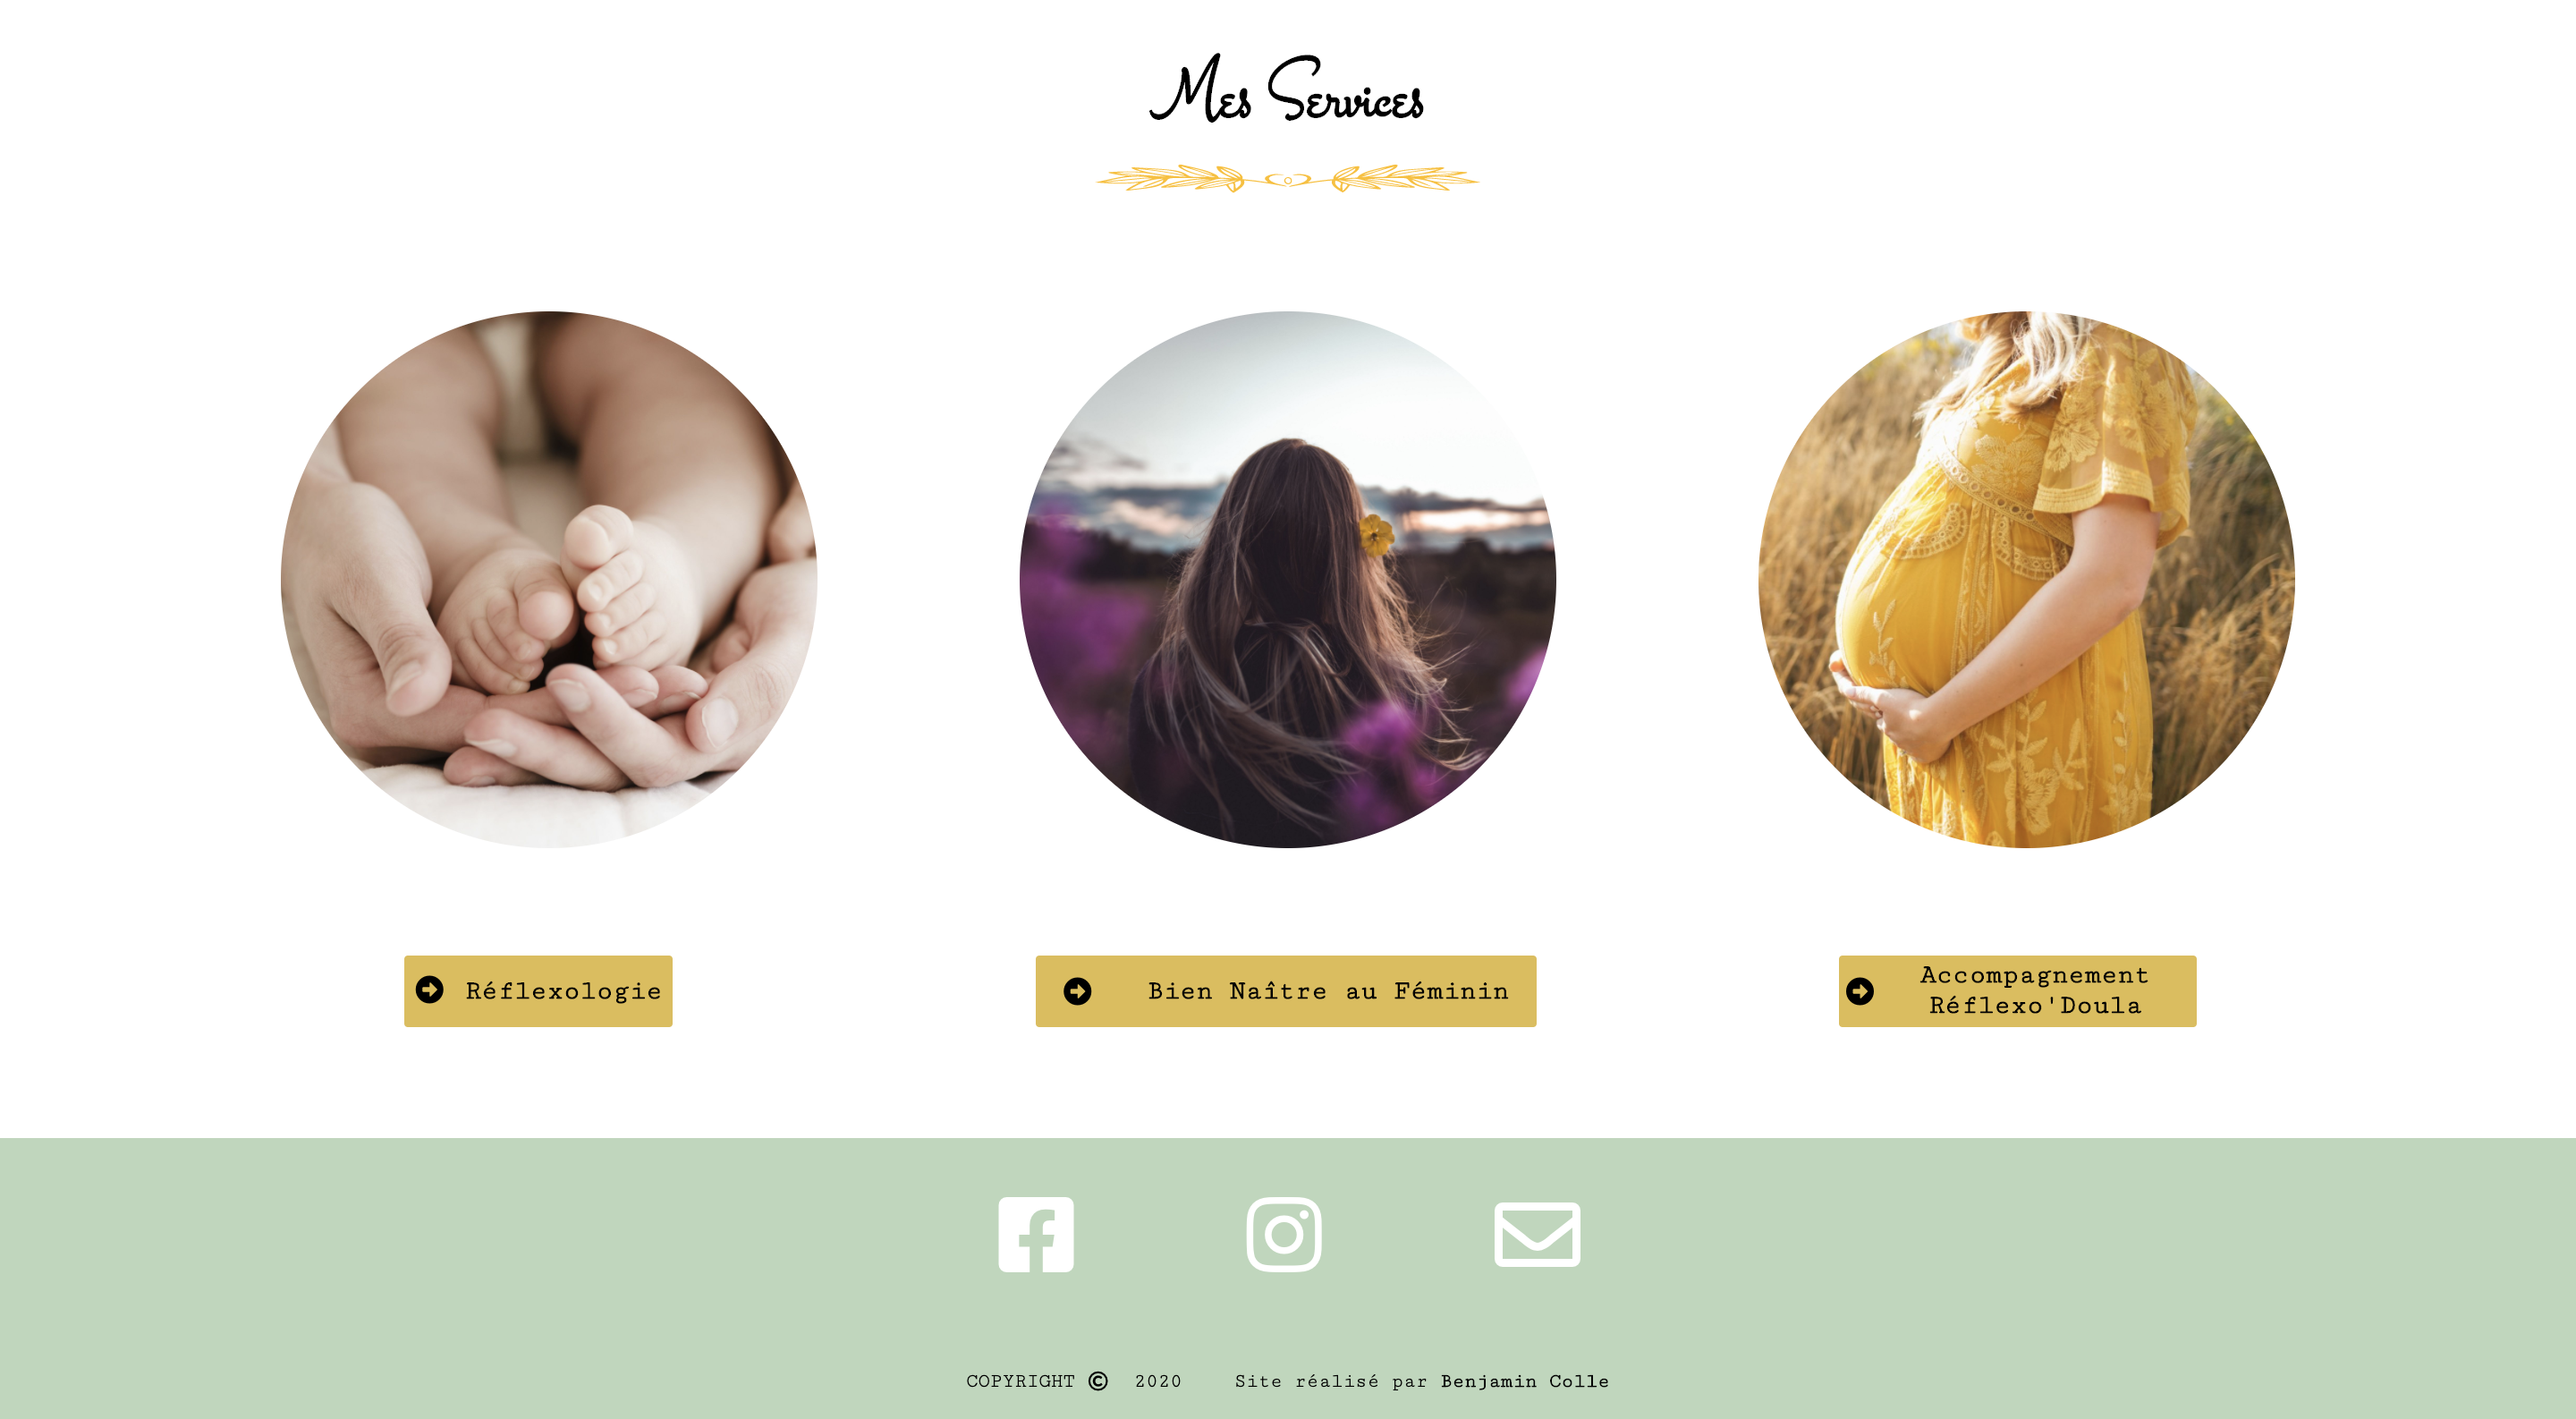 Mes Services
Réflexologie
Bien Naître au Féminin
Accompagnement
Réflexo'Doula
COPYRIGHT © 2020 Site réalisé par Benjamin Colle